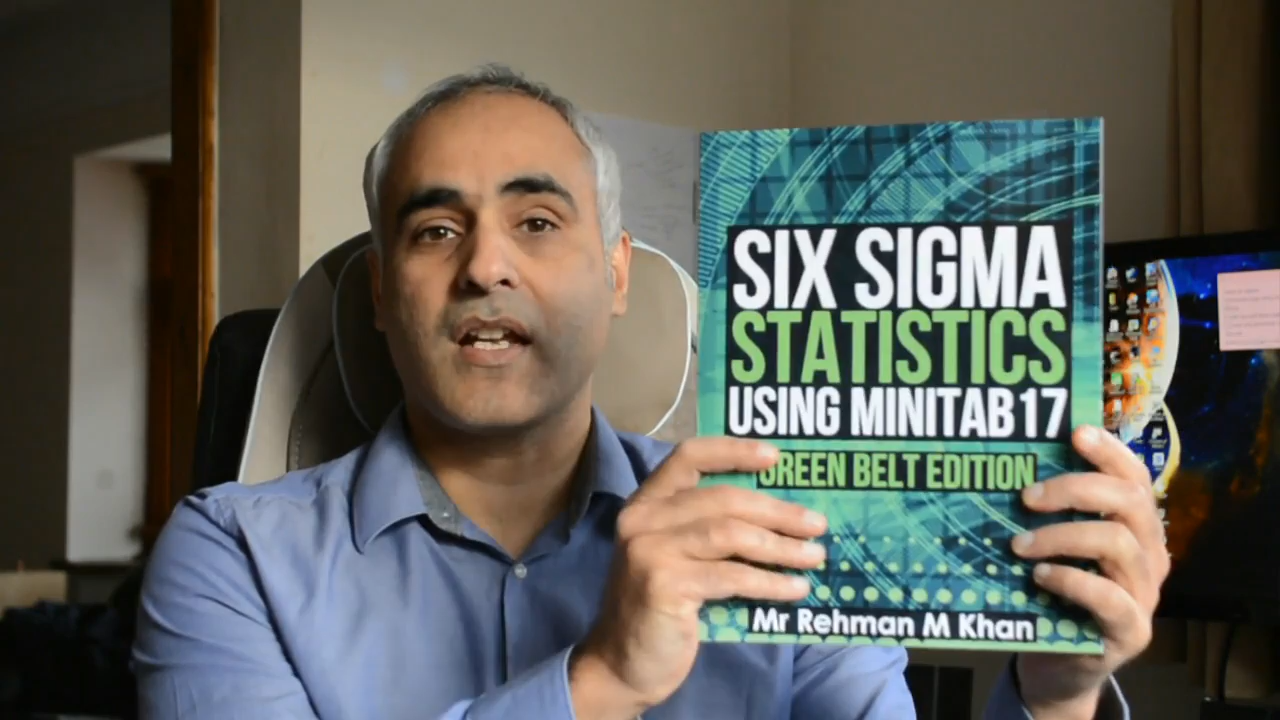 SIX SIGMA
STATISTICS
USING MINITAB 17
GREEN BELT EDITION
Mr Rehman M Khan